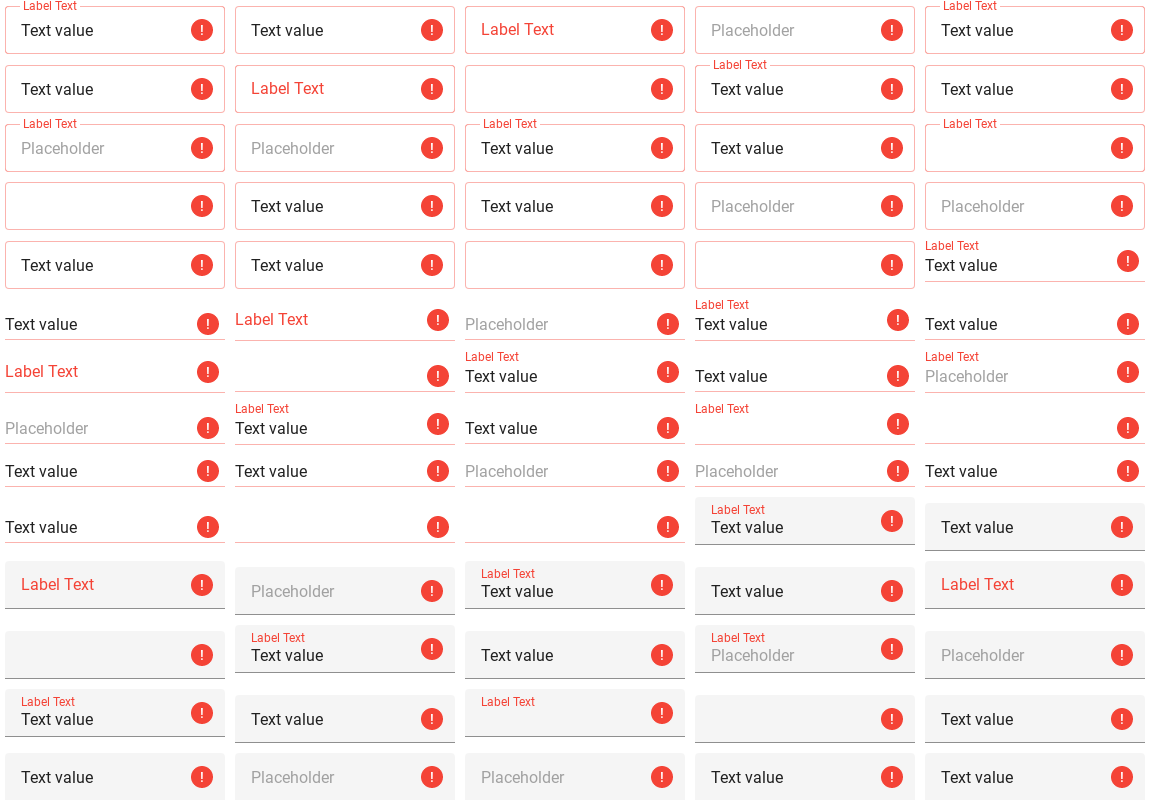 Label Text Label Text
Text value Text value Label Text Placeholder Text value
Label Text
Text value Label Text Text value Text value
Label Text Label Text Label Text
Placeholder Placeholder Text value Text value
Text value Text value Placeholder Placeholder
Label Text
Text value Text value Text value
Label Text
Text value Label Text Placeholder Text value Text value
Label Text Label Text
Label Text Text value Text value Placeholder
Label Text Label Text
Placeholder Text value Text value
Text value Text value Placeholder Placeholder Text value
Label Text
Text value Text value Text value
Label Text
Label Text Placeholder Text value Text value Label Text
Label Text Label Text
Text value Text value Placeholder Placeholder
Label Text Label Text
Text value Text value Text value
Text value Placeholder Placeholder Text value Text value